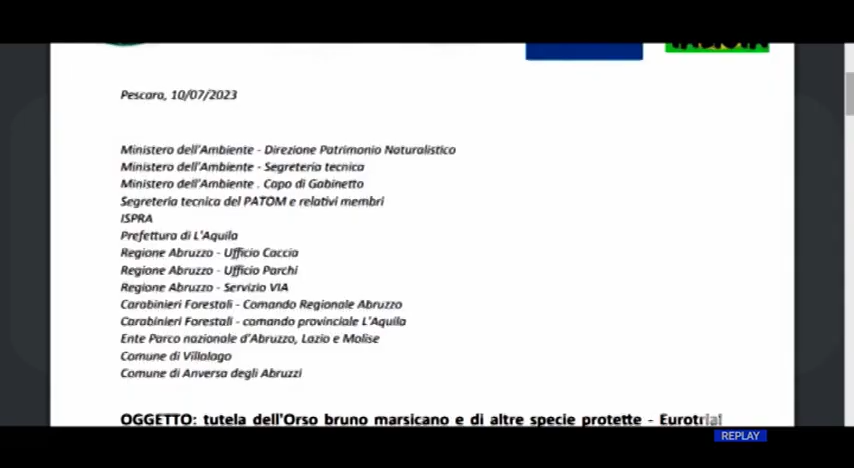 Pescara, 10/07/2023
Ministero dell'Ambiente - Direzione Patrimonio Naturalistico
Ministero dell'Ambiente - Segreteria tecnica
Ministero dell'Ambiente . Capo di Gabinetto
Segreteria tecnica del PATOM e relativi membri
ISPRA
Prefettura di L'Aquila
Regione Abruzzo - Ufficio Caccia
Regione Abruzzo - Ufficio Parchi
Regione Abruzzo - Servizio VIA
Carabinieri Forestali - Comando Regionale Abruzzo
Carabinieri Forestali - comando provinciale L'Aquila
Ente Parco nazionale d'Abruzzo, Lazio e Molise
Comune di Villalago
Comune di Anversa degli Abruzzi
OGGETTO: tutela dell'Orso bruno marsicano e di altre specie protette - Eurotrial
REPLAY